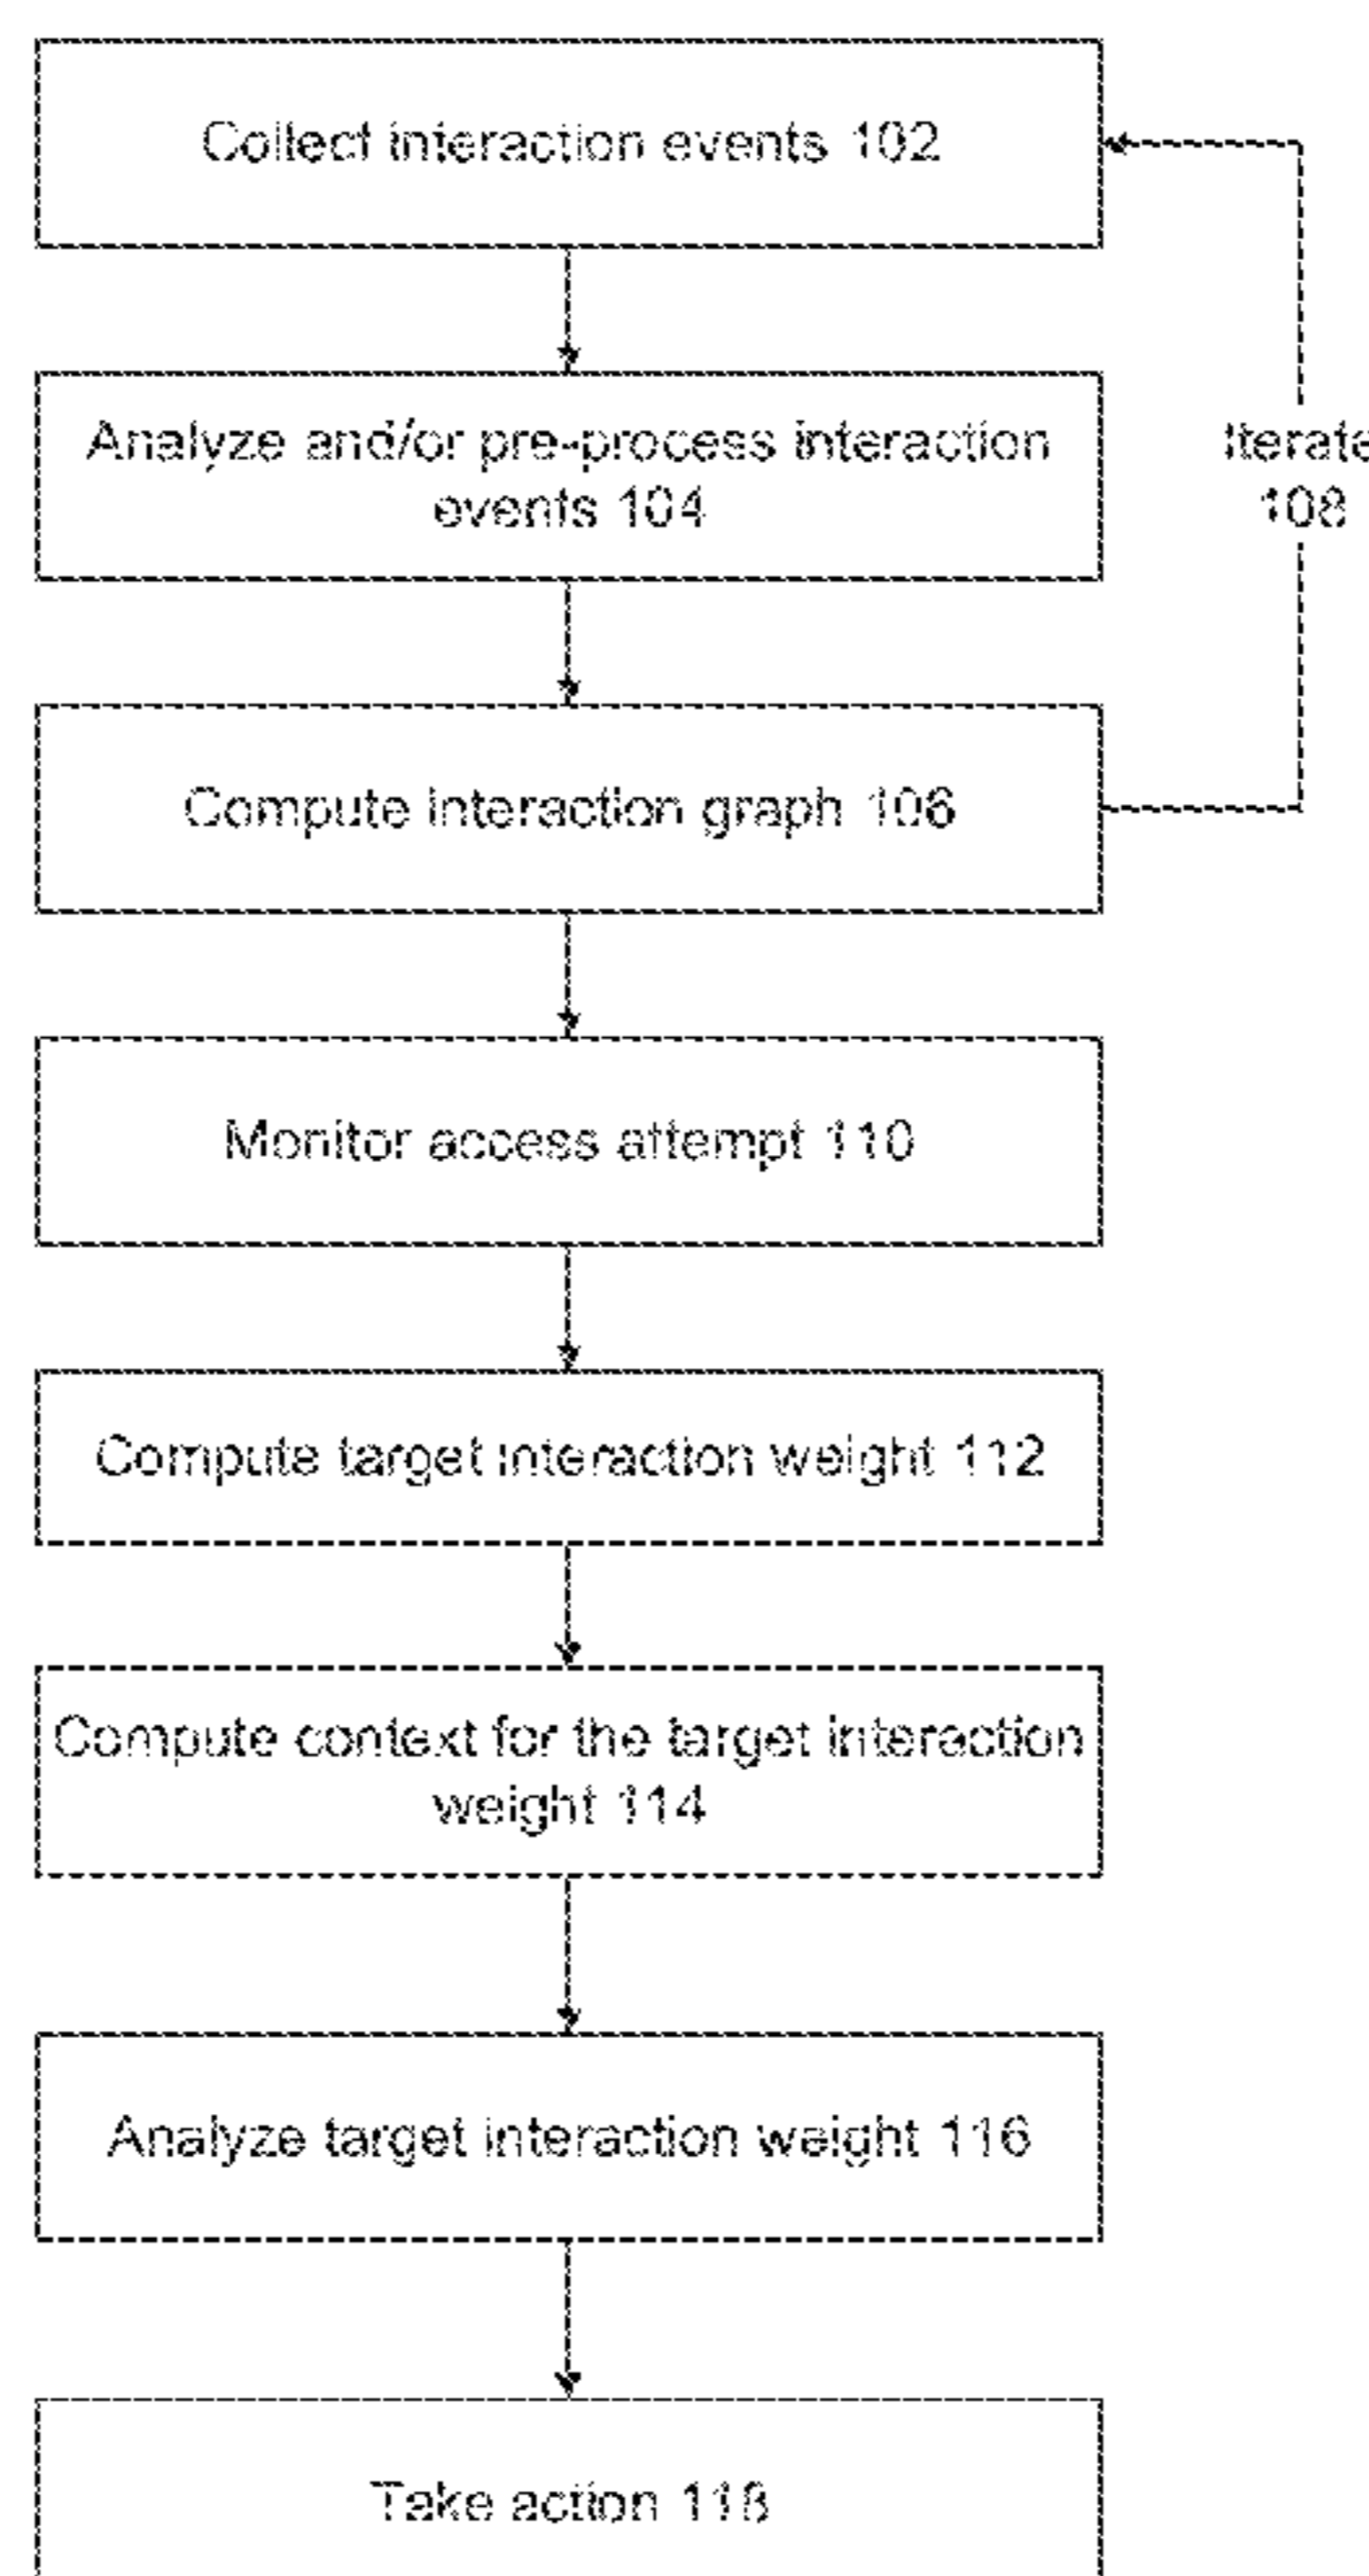 Collect interaction events 102
Analyze and/or pre-process interaction
events 104
Iterate
108
Compute interaction graph 106
Monitor access attempt 110
Compute target interaction weight 112
Compute context for the target interaction
weight 114
Analyze target interaction weight 116
Take action 118